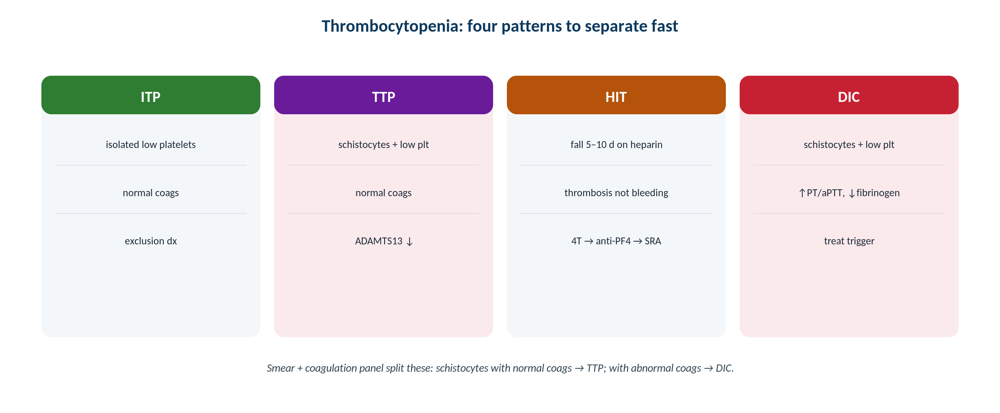 Thrombocytopenia: four patterns to separate fast
ITP
isolated low platelets
normal coags
exclusion dx
TTP
schistocytes + low plt
normal coags
ADAMTS13 ↓
HIT
fall 5–10 d on heparin
thrombosis not bleeding
4T → anti-PF4 → SRA
DIC
schistocytes + low plt
↑PT/aPTT, ↓fibrinogen
treat trigger
Smear + coagulation panel split these: schistocytes with normal coags → TTP; with abnormal coags → DIC.